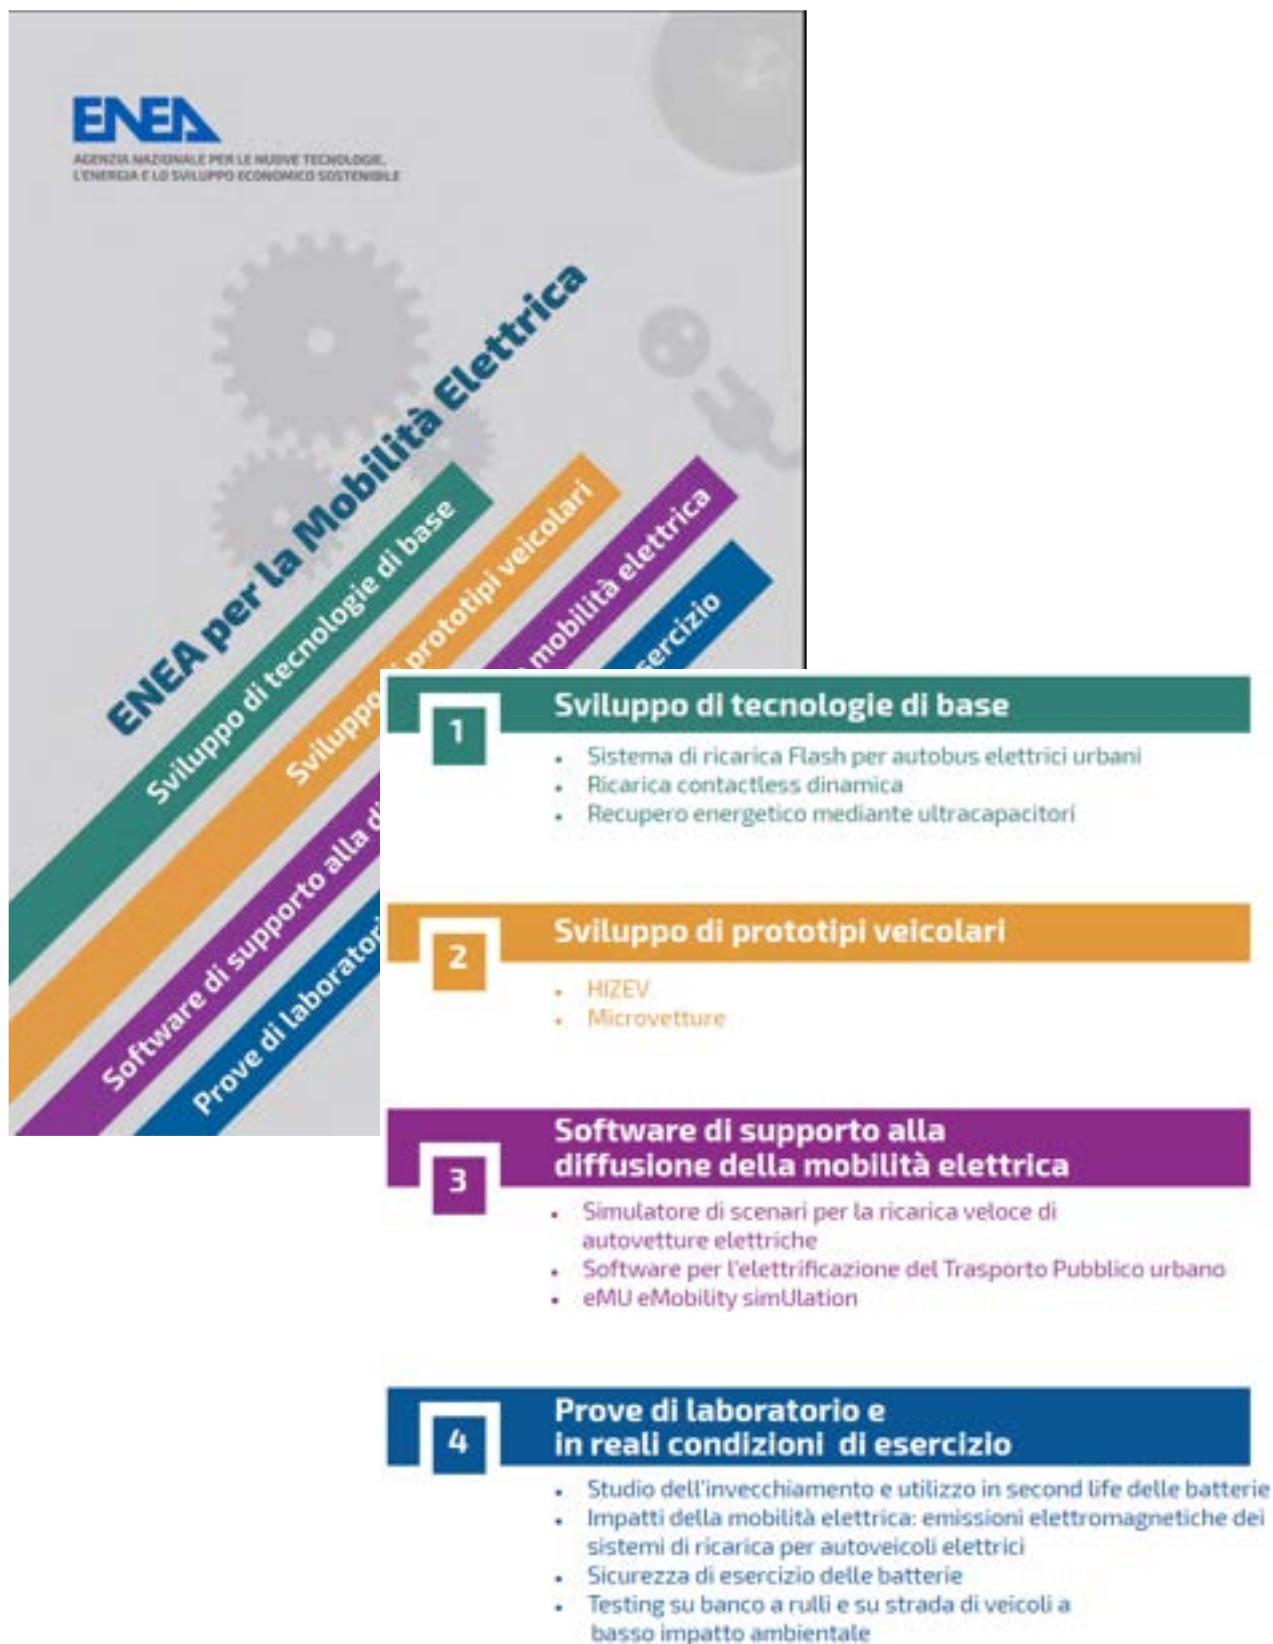 ENEA
AGENZIA NAZIONALE PER LE NUOVE TECNOLOGIE,
L'ENERGIA E LO SVILUPPO ECONOMICO SOSTENIBILE
ENEA per la Mobilità Elettrica
Sviluppo di tecnologie di base
Sviluppo prototipi veicolari
Software di supporto alla mobilità elettrica
Prove di laboratori
1
Sviluppo di tecnologie di base
• Sistema di ricarica Flash per autobus elettrici urbani
• Ricarica contactless dinamica
• Recupero energetico mediante ultracapacitori
2
Sviluppo di prototipi veicolari
• HIZEV
• Microvetture
3
Software di supporto alla
diffusione della mobilità elettrica
• Simulatore di scenari per la ricarica veloce di
autovetture elettriche
• Software per l'elettrificazione del Trasporto Pubblico urbano
• eMU eMobility simUlation
4
Prove di laboratorio e
in reali condizioni di esercizio
• Studio dell'invecchiamento e utilizzo in second life delle batterie
• Impatti della mobilità elettrica: emissioni elettromagnetiche dei
sistemi di ricarica per autoveicoli elettrici
• Sicurezza di esercizio delle batterie
• Testing su banco a rulli e su strada di veicoli a
basso impatto ambientale